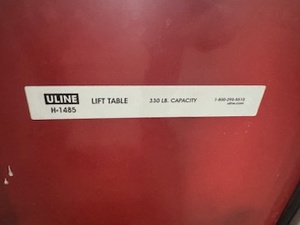 ULINE
H-1485
LIFT TABLE
330 LB. CAPACITY
1-800-295-5510
uline.com